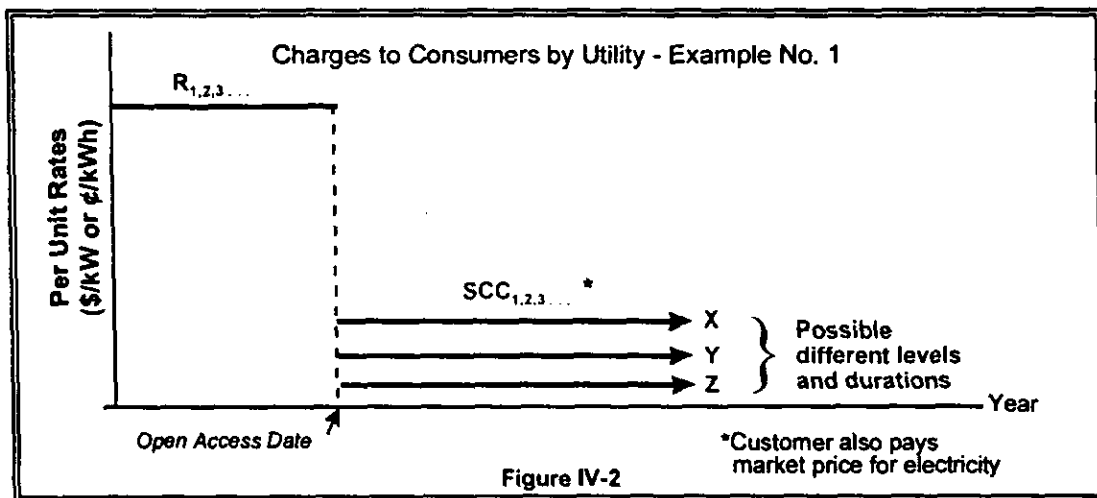 Charges to Consumers by Utility - Example No. 1
R1,2,3...
Per Unit Rates
($/kW or ¢/kWh)
SCC1,2,3... *
X
Y
Z
Possible
different levels
and durations
Year
Open Access Date
*Customer also pays
market price for electricity
Figure IV-2